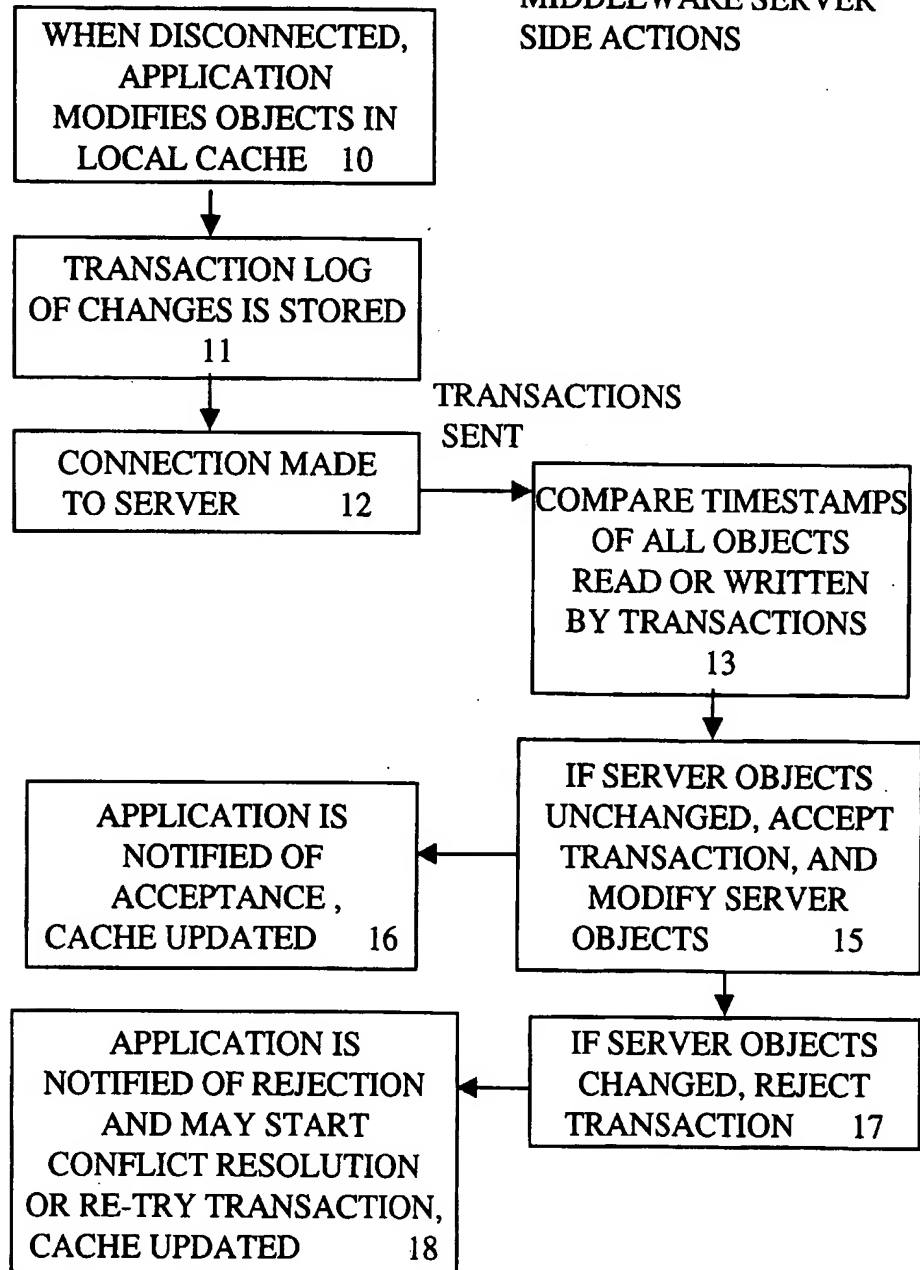 MIDDLEWARE SERVER
SIDE ACTIONS
WHEN DISCONNECTED,
APPLICATION
MODIFIES OBJECTS IN
LOCAL CACHE 10
TRANSACTION LOG
OF CHANGES IS STORED
11
TRANSACTIONS
SENT
CONNECTION MADE
TO SERVER 12
COMPARE TIMESTAMPS
OF ALL OBJECTS
READ OR WRITTEN
BY TRANSACTIONS
13
IF SERVER OBJECTS
UNCHANGED, ACCEPT
TRANSACTION, AND
MODIFY SERVER
OBJECTS 15
APPLICATION IS
NOTIFIED OF
ACCEPTANCE ,
CACHE UPDATED 16
IF SERVER OBJECTS
CHANGED, REJECT
TRANSACTION 17
APPLICATION IS
NOTIFIED OF REJECTION
AND MAY START
CONFLICT RESOLUTION
OR RE-TRY TRANSACTION,
CACHE UPDATED 18